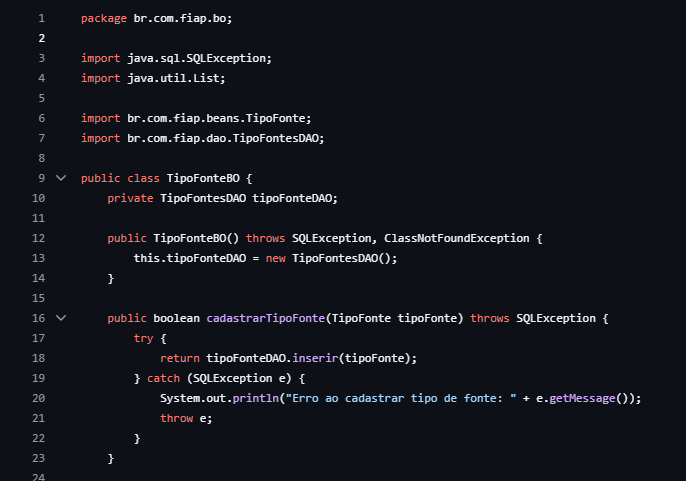 1 package br.com.fiap.bo;
2
3 import java.sql.SQLException;
4 import java.util.List;
5
6 import br.com.fiap.beans.TipoFonte;
7 import br.com.fiap.dao.TipoFontesDAO;
8
9 public class TipoFonteBO {
10 private TipoFontesDAO tipoFonteDAO;
11
12 public TipoFonteBO() throws SQLException, ClassNotFoundException {
13 this.tipoFonteDAO = new TipoFontesDAO();
14 }
15
16 public boolean cadastrarTipoFonte(TipoFonte tipoFonte) throws SQLException {
17 try {
18 return tipoFonteDAO.inserir(tipoFonte);
19 } catch (SQLException e) {
20 System.out.println("Erro ao cadastrar tipo de fonte: " + e.getMessage());
21 throw e;
22 }
23 }
24